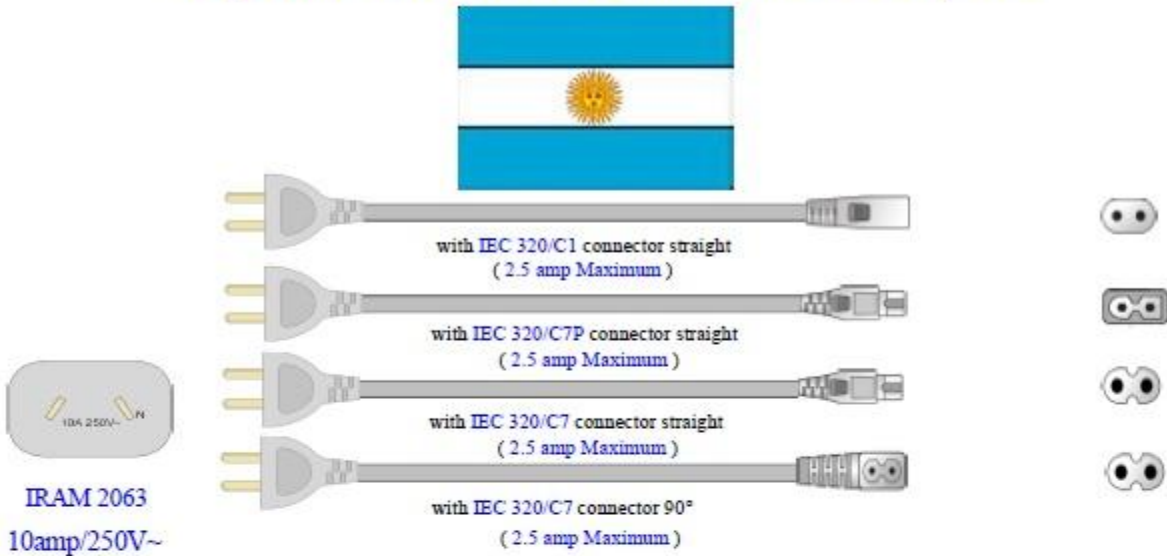 with IEC 320/C1 connector straight
( 2.5 amp Maximum )
with IEC 320/C7P connector straight
( 2.5 amp Maximum )
with IEC 320/C7 connector straight
( 2.5 amp Maximum )
with IEC 320/C7 connector 90°
( 2.5 amp Maximum )
10A 250V~ N
IRAM 2063
10amp/250V~